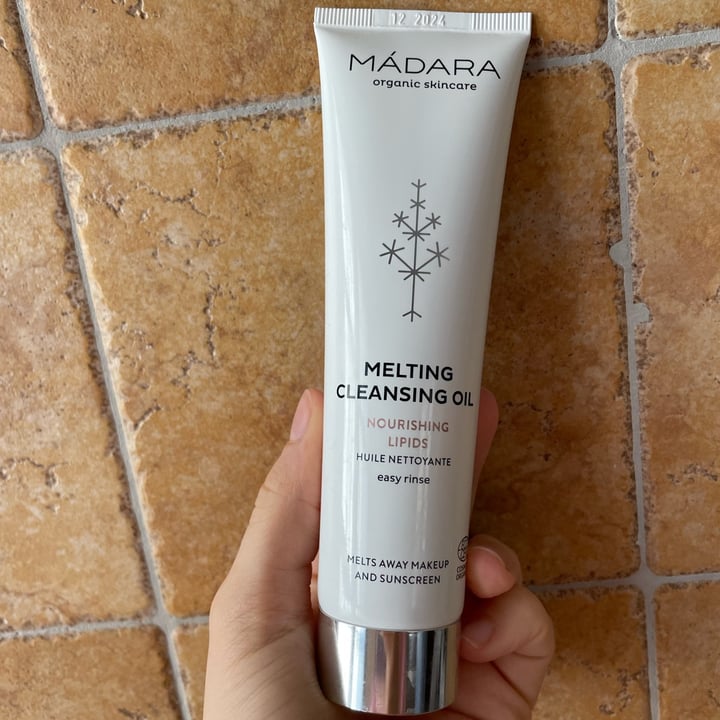 12 2024
MÁDARA
organic skincare
MELTING
CLEANSING OIL
NOURISHING
LIPIDS
HUILE NETTOYANTE
easy rinse
MELTS AWAY MAKEUP
AND SUNSCREEN